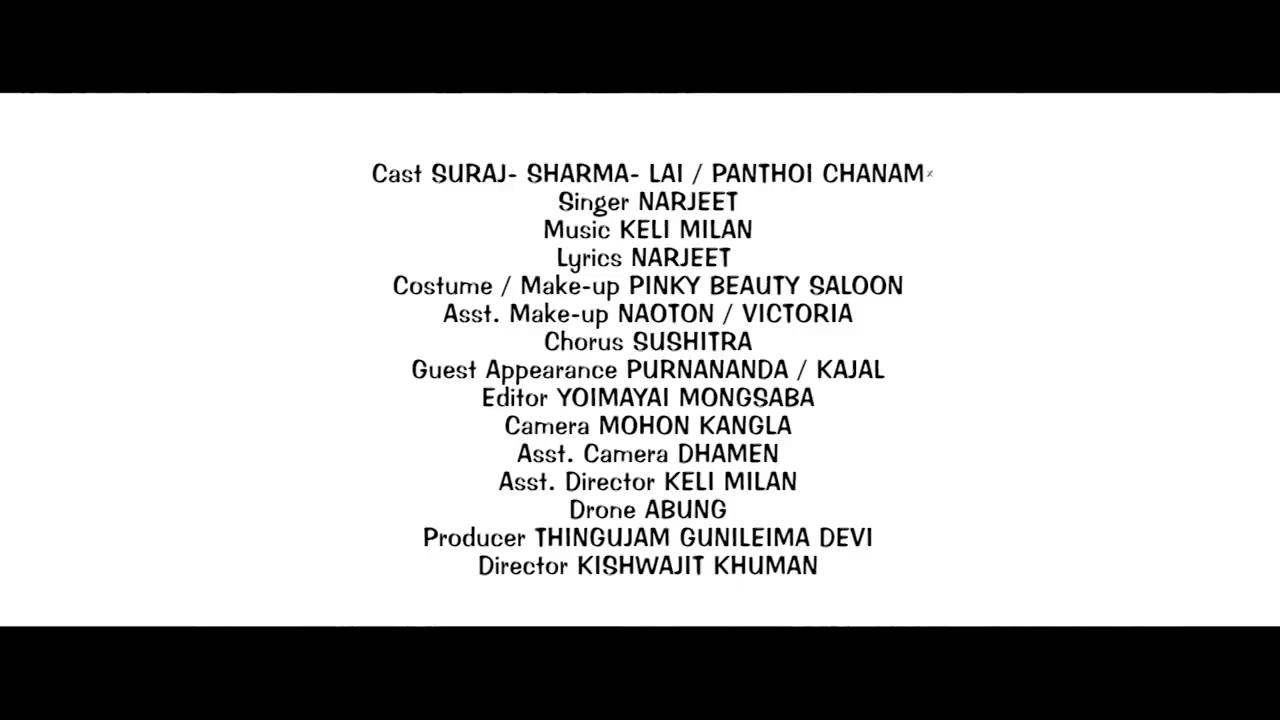 Cast SURAJ- SHARMA- LAI / PANTHOI CHANAM
Singer NARJEET
Music KELI MILAN
Lyrics NARJEET
Costume / Make-up PINKY BEAUTY SALOON
Asst. Make-up NAOTON / VICTORIA
Chorus SUSHITRA
Guest Appearance PURNANANDA / KAJAL
Editor YOIMAYAI MONGSABA
Camera MOHON KANGLA
Asst. Camera DHAMEN
Asst. Director KELI MILAN
Drone ABUNG
Producer THINGUJAM GUNILEIMA DEVI
Director KISHWAJIT KHUMAN